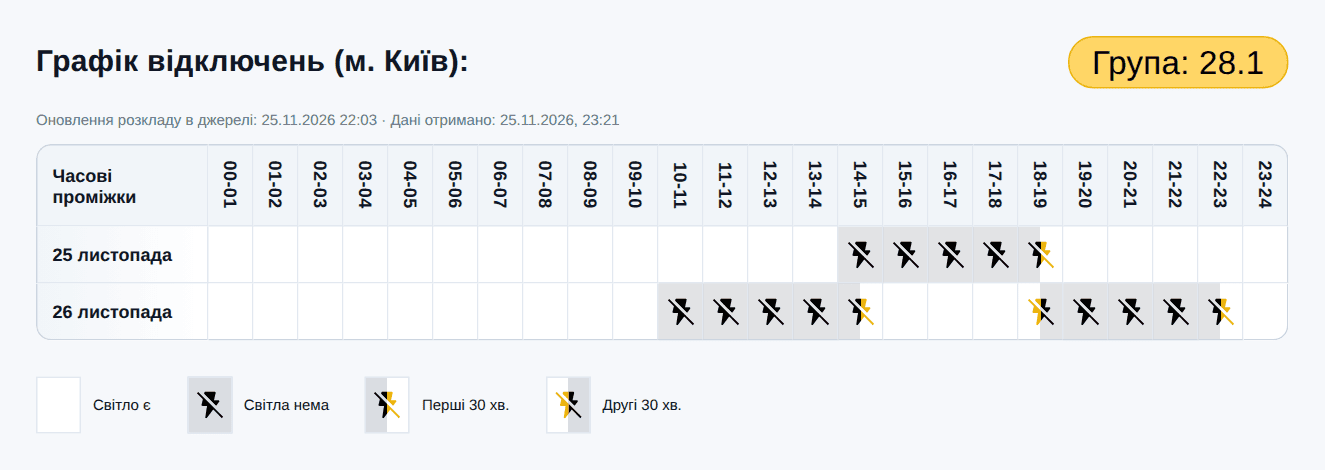 Графік відключень (м. Київ):
Група: 28.1
Оновлення розкладу в джерелі: 25.11.2026 22:03 · Дані отримано: 25.11.2026, 23:21
Часові
проміжки
00-01
01-02
02-03
03-04
04-05
05-06
06-07
07-08
08-09
09-10
10-11
11-12
12-13
13-14
14-15
15-16
16-17
17-18
18-19
19-20
20-21
21-22
22-23
23-24
25 листопада
26 листопада
Світло є
Світла нема
Перші 30 хв.
Другі 30 хв.